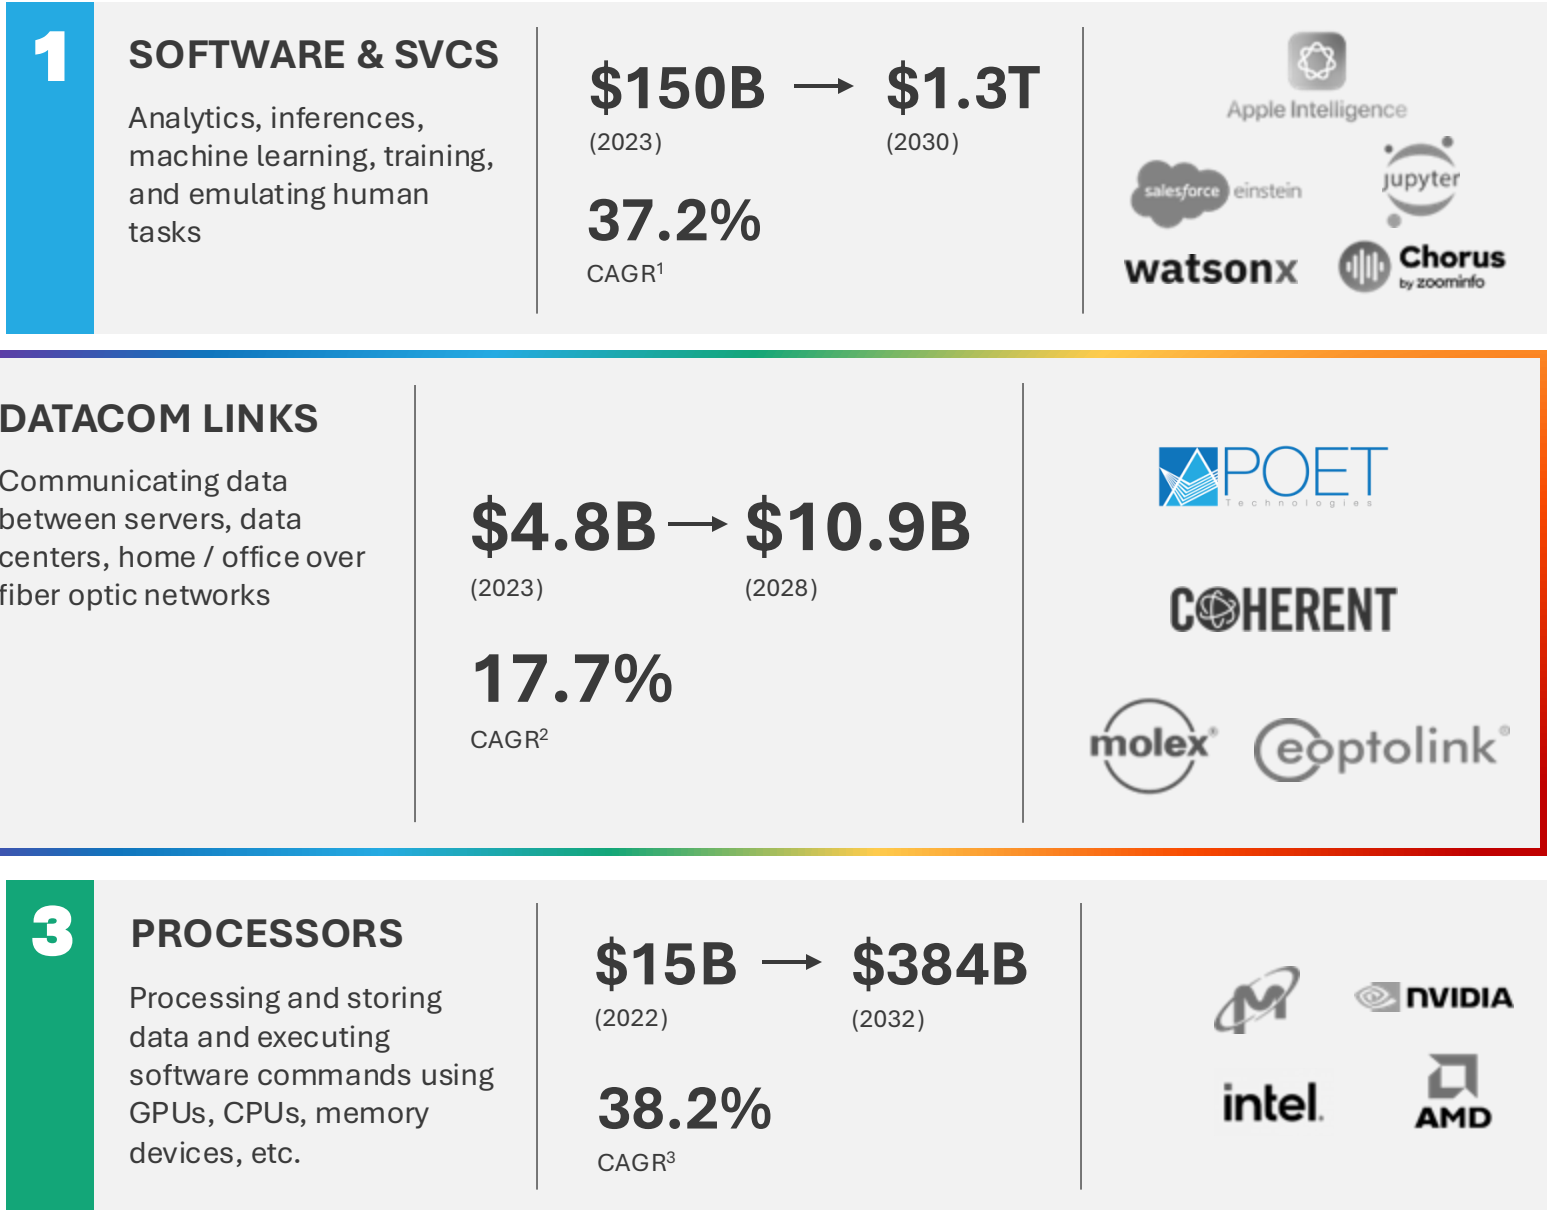 1
SOFTWARE & SVCS
Analytics, inferences,
machine learning, training,
and emulating human
tasks
$150B → $1.3T
(2023) (2030)
37.2%
CAGR¹
Apple Intelligence
salesforce einstein
jupyter
watsonx
Chorus
by zoominfo
DATACOM LINKS
Communicating data
between servers, data
centers, home / office over
fiber optic networks
$4.8B → $10.9B
(2023) (2028)
17.7%
CAGR²
POET
Technologies
COHERENT
molex®
eoptolink®
3
PROCESSORS
Processing and storing
data and executing
software commands using
GPUs, CPUs, memory
devices, etc.
$15B → $384B
(2022) (2032)
38.2%
CAGR³
M
NVIDIA
intel.
AMD